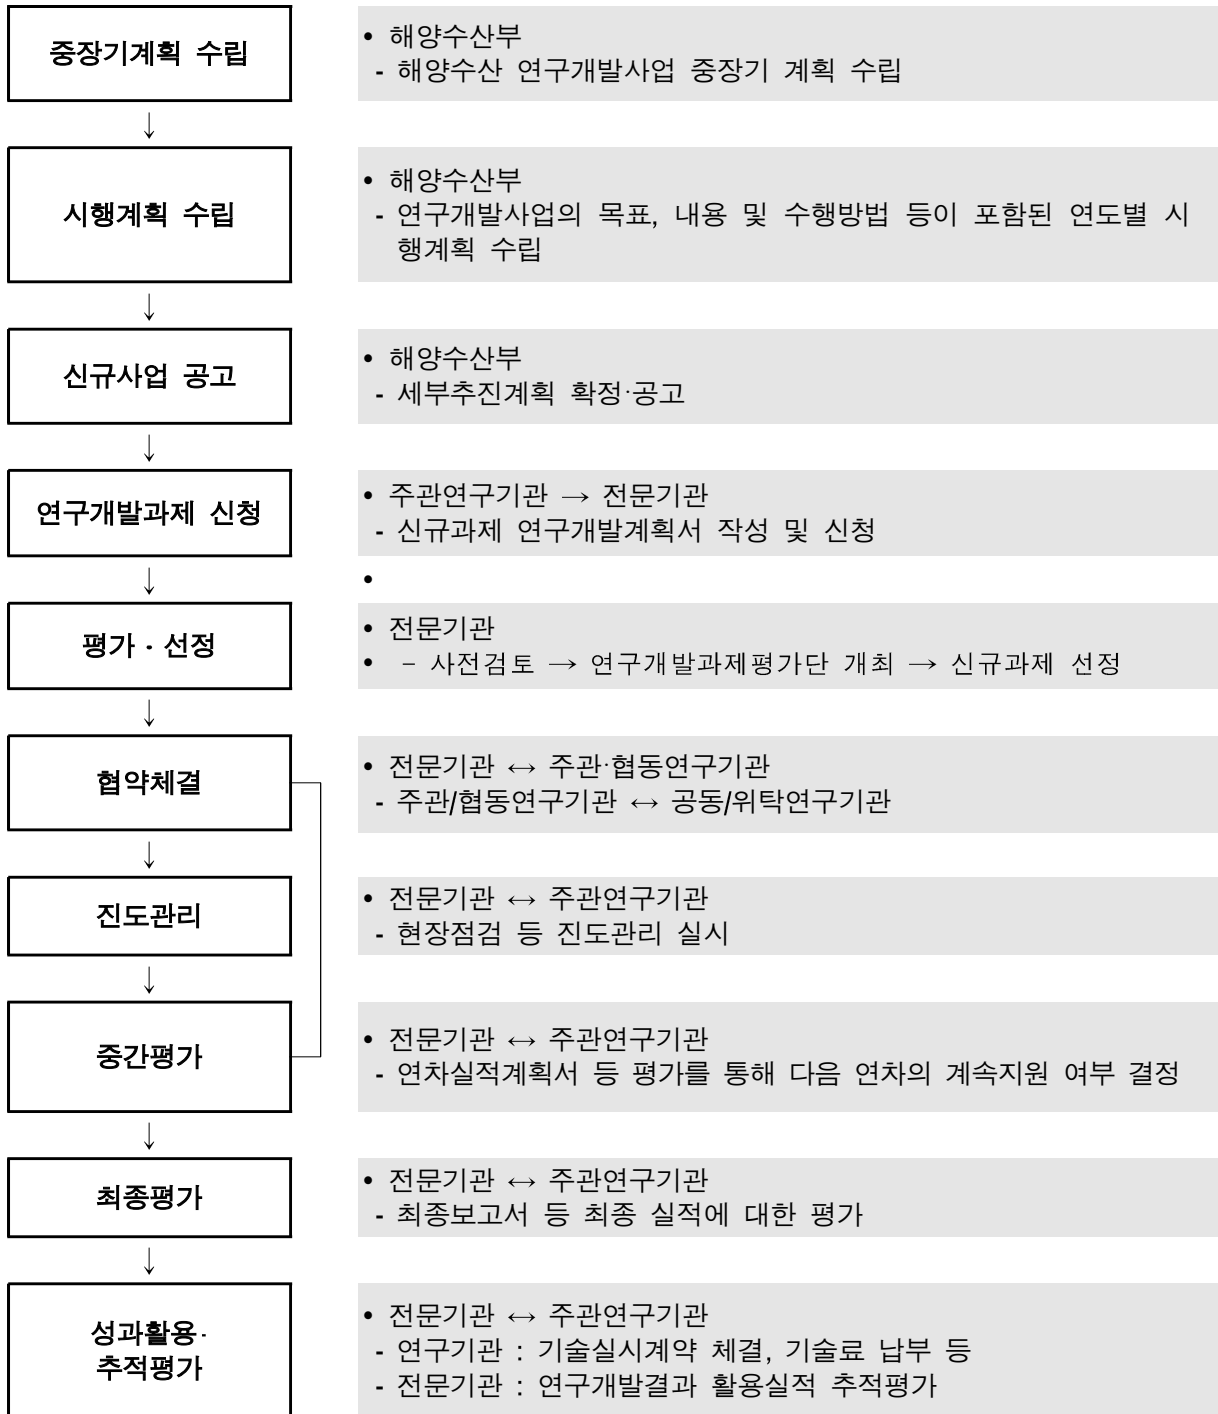 중장기계획 수립
• 해양수산부
- 해양수산 연구개발사업 중장기 계획 수립
↓
시행계획 수립
• 해양수산부
- 연구개발사업의 목표, 내용 및 수행방법 등이 포함된 연도별 시
행계획 수립
↓
신규사업 공고
• 해양수산부
- 세부추진계획 확정·공고
↓
연구개발과제 신청
• 주관연구기관 → 전문기관
- 신규과제 연구개발계획서 작성 및 신청
↓
•
평가 · 선정
• 전문기관
• - 사전검토 → 연구개발과제평가단 개최 → 신규과제 선정
↓
협약체결
• 전문기관 ↔ 주관·협동연구기관
- 주관/협동연구기관 ↔ 공동/위탁연구기관
↓
진도관리
• 전문기관 ↔ 주관연구기관
- 현장점검 등 진도관리 실시
↓
중간평가
• 전문기관 ↔ 주관연구기관
- 연차실적계획서 등 평가를 통해 다음 연차의 계속지원 여부 결정
↓
최종평가
• 전문기관 ↔ 주관연구기관
- 최종보고서 등 최종 실적에 대한 평가
↓
성과활용·
추적평가
• 전문기관 ↔ 주관연구기관
- 연구기관 : 기술실시계약 체결, 기술료 납부 등
- 전문기관 : 연구개발결과 활용실적 추적평가